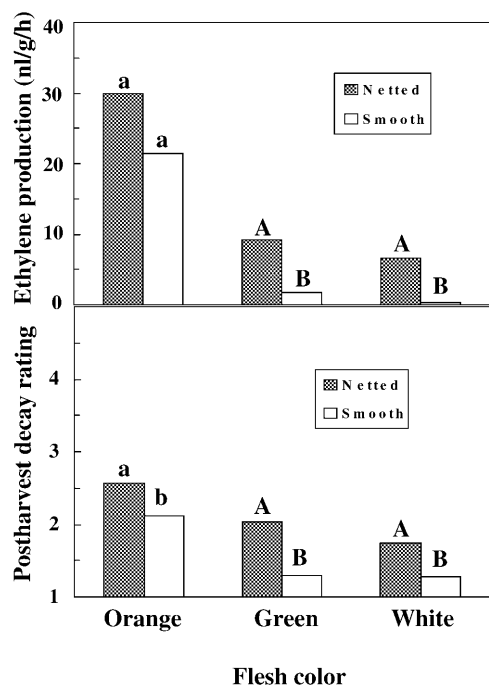 Ethylene production (nl/g/h)
40
30
20
10
0
Netted
Smooth
a
a
A
B
A
B
Postharvest decay rating
4
3
2
1
Netted
Smooth
a
b
A
B
A
B
Orange Green White
Flesh color